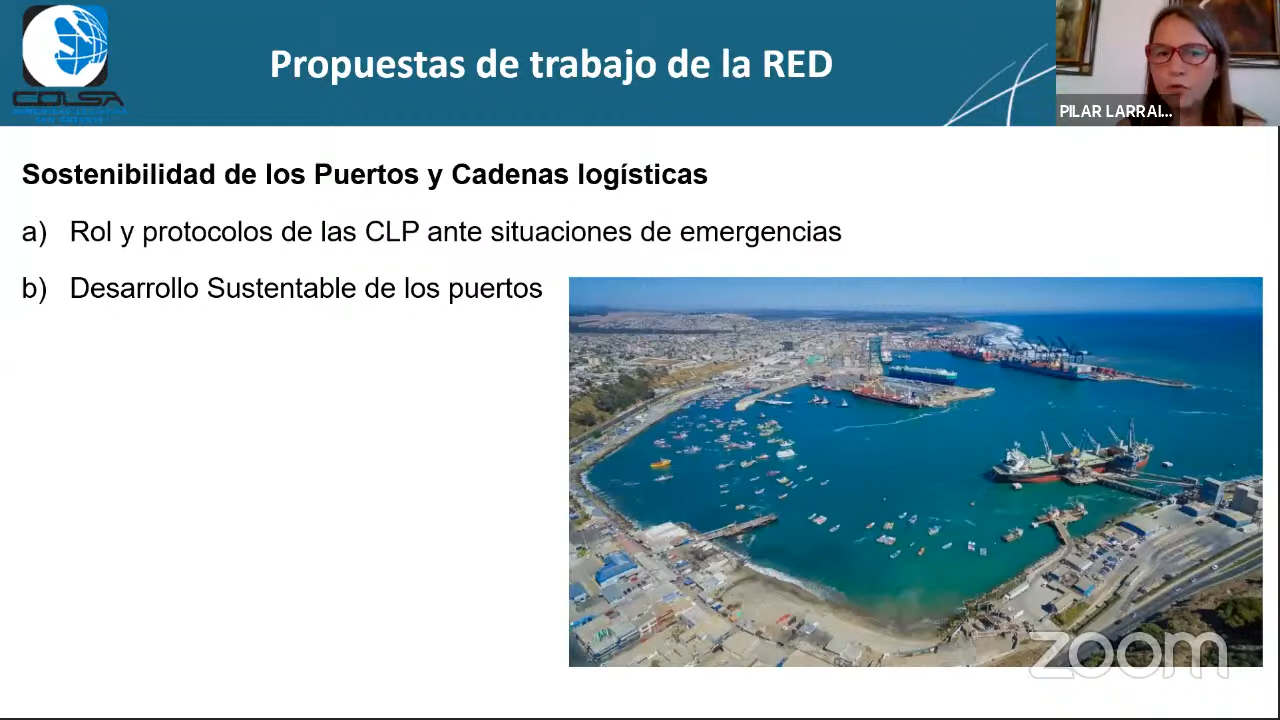 COLSA
Propuestas de trabajo de la RED
PILAR LARRAI...
Sostenibilidad de los Puertos y Cadenas logísticas
a) Rol y protocolos de las CLP ante situaciones de emergencias
b) Desarrollo Sustentable de los puertos
zoom